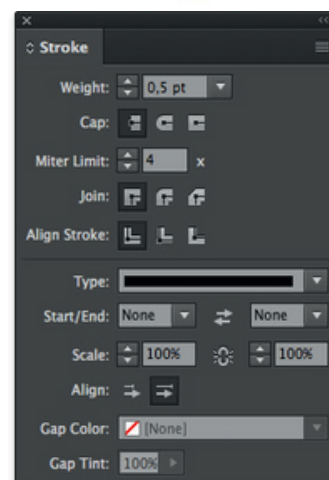 Stroke
Weight: 0,5 pt
Cap:
Miter Limit: 4 x
Join:
Align Stroke:
Type:
Start/End: None None
Scale: 100% 100%
Align:
Gap Color: [None]
Gap Tint: 100%